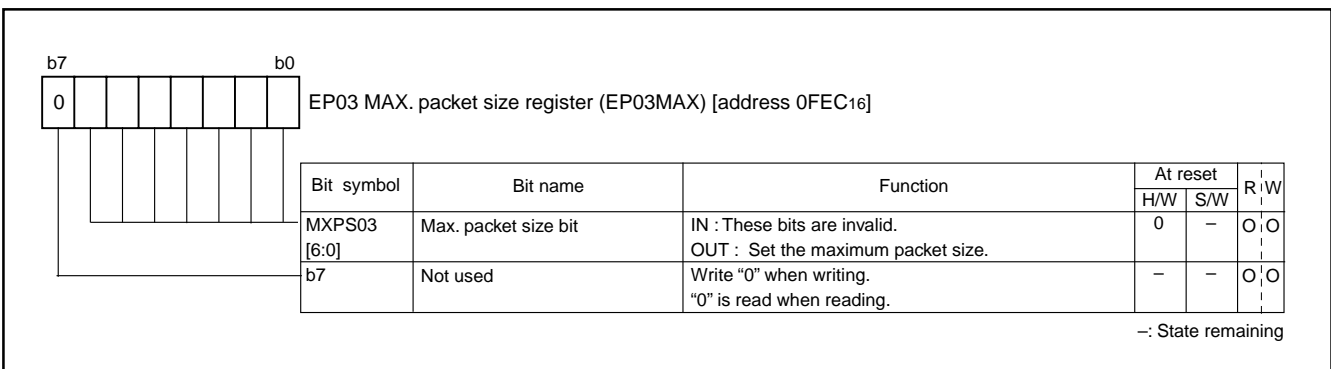 b7 b0
0 EP03 MAX. packet size register (EP03MAX) [address 0FEC16]
Bit symbol Bit name Function At reset R W
H/W S/W
MXPS03 Max. packet size bit IN : These bits are invalid. 0 – O O
[6:0] OUT : Set the maximum packet size.
b7 Not used Write “0” when writing. – – O O
“0” is read when reading.
–: State remaining